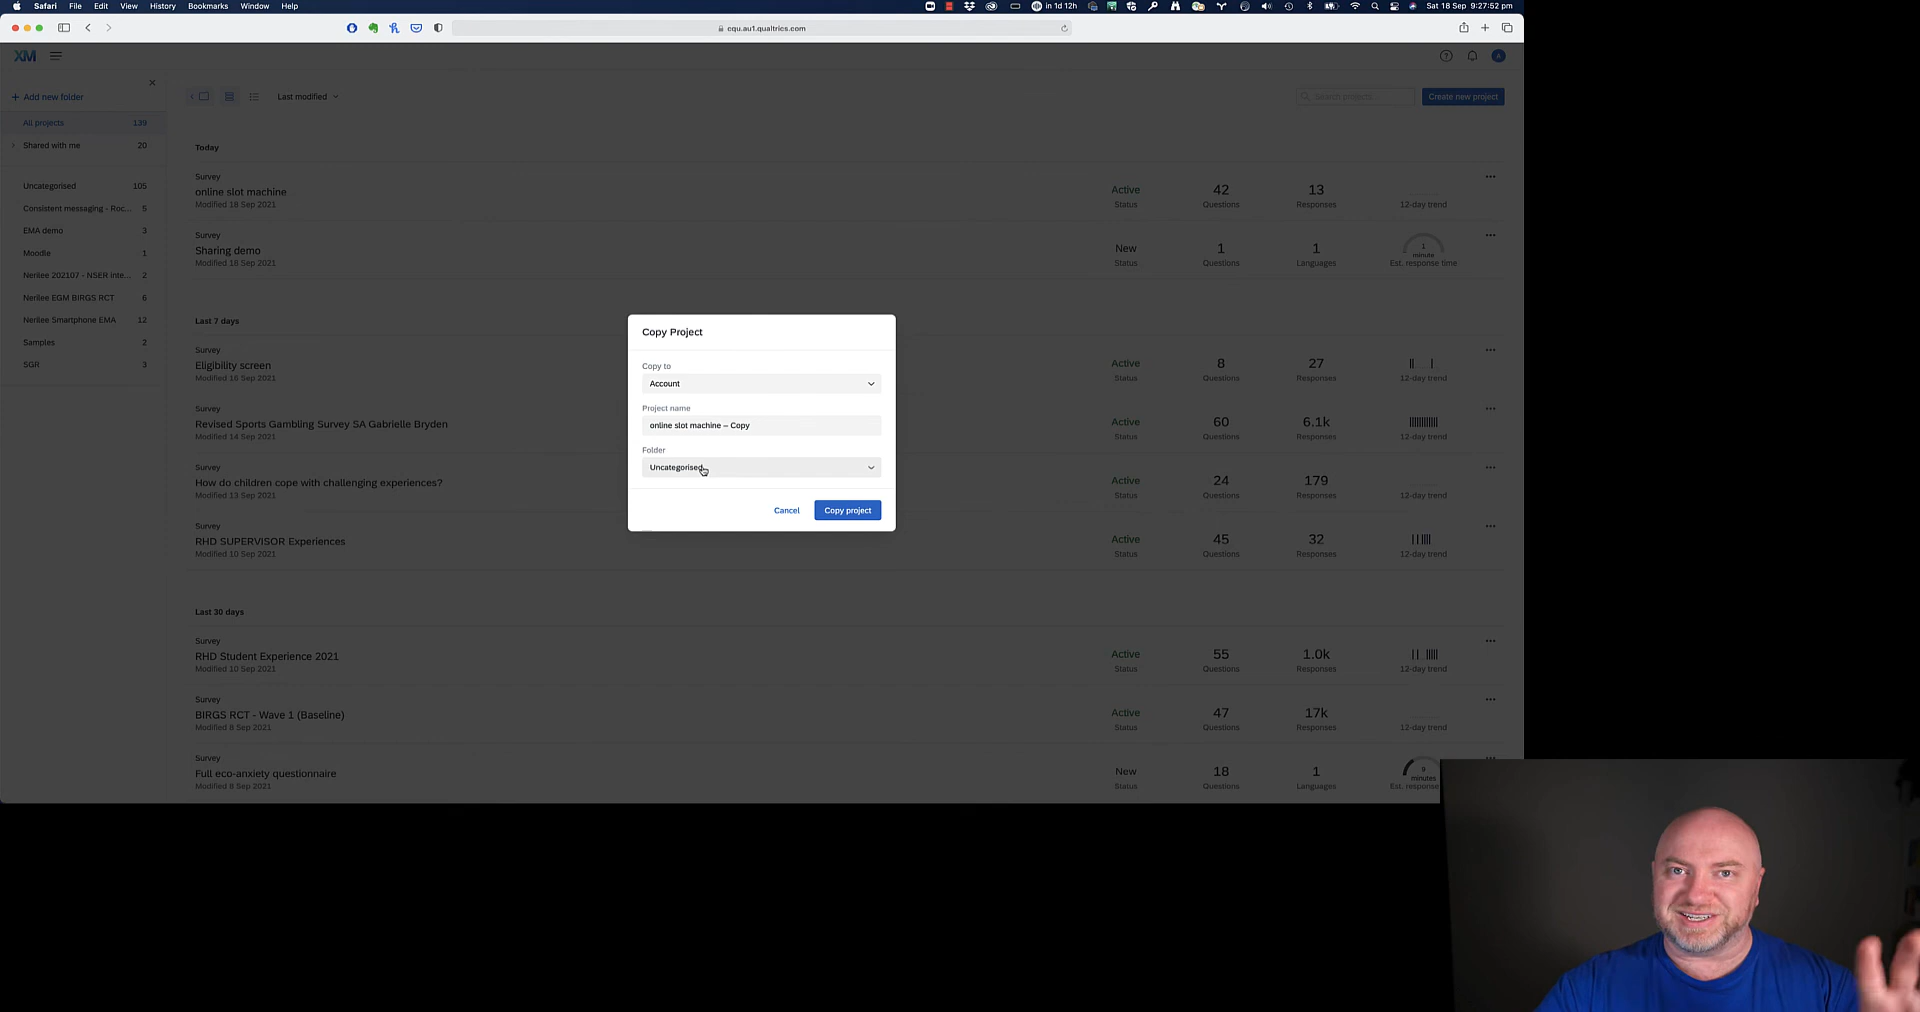 Safari File Edit View History Bookmarks Window Help
in 1d 12h
Sat 18 Sep 9:27:52 pm
cqu.au1.qualtrics.com
XM
A
+ Add new folder
All projects 139
Shared with me 20
Uncategorised 105
Consistent messaging - Roc... 5
EMA demo 3
Moodle 1
Nerilee 202107 - NSER inte... 2
Nerilee EGM BIRGS RCT 6
Nerilee Smartphone EMA 12
Samples 2
SGR 3
Last modified
Search projects...
Create new project
Today
Survey
online slot machine
Modified 18 Sep 2021
Active 42 13
Status Questions Responses 12-day trend
Survey
Sharing demo
Modified 18 Sep 2021
New 1 1 1 minute
Status Questions Languages Est. response time
Last 7 days
Survey
Eligibility screen
Modified 16 Sep 2021
Active 8 27
Status Questions Responses 12-day trend
Survey
Revised Sports Gambling Survey SA Gabrielle Bryden
Modified 14 Sep 2021
Active 60 6.1k
Status Questions Responses 12-day trend
Survey
How do children cope with challenging experiences?
Modified 13 Sep 2021
Active 24 179
Status Questions Responses 12-day trend
Survey
RHD SUPERVISOR Experiences
Modified 10 Sep 2021
Active 45 32
Status Questions Responses 12-day trend
Last 30 days
Survey
RHD Student Experience 2021
Modified 10 Sep 2021
Active 55 1.0k
Status Questions Responses 12-day trend
Survey
BIRGS RCT - Wave 1 (Baseline)
Modified 8 Sep 2021
Active 47 17k
Status Questions Responses 12-day trend
Survey
Full eco-anxiety questionnaire
Modified 8 Sep 2021
New 18 1 9 minutes
Status Questions Languages Est. response
Copy Project
Copy to
Account
Project name
online slot machine – Copy
Folder
Uncategorised
Cancel
Copy project